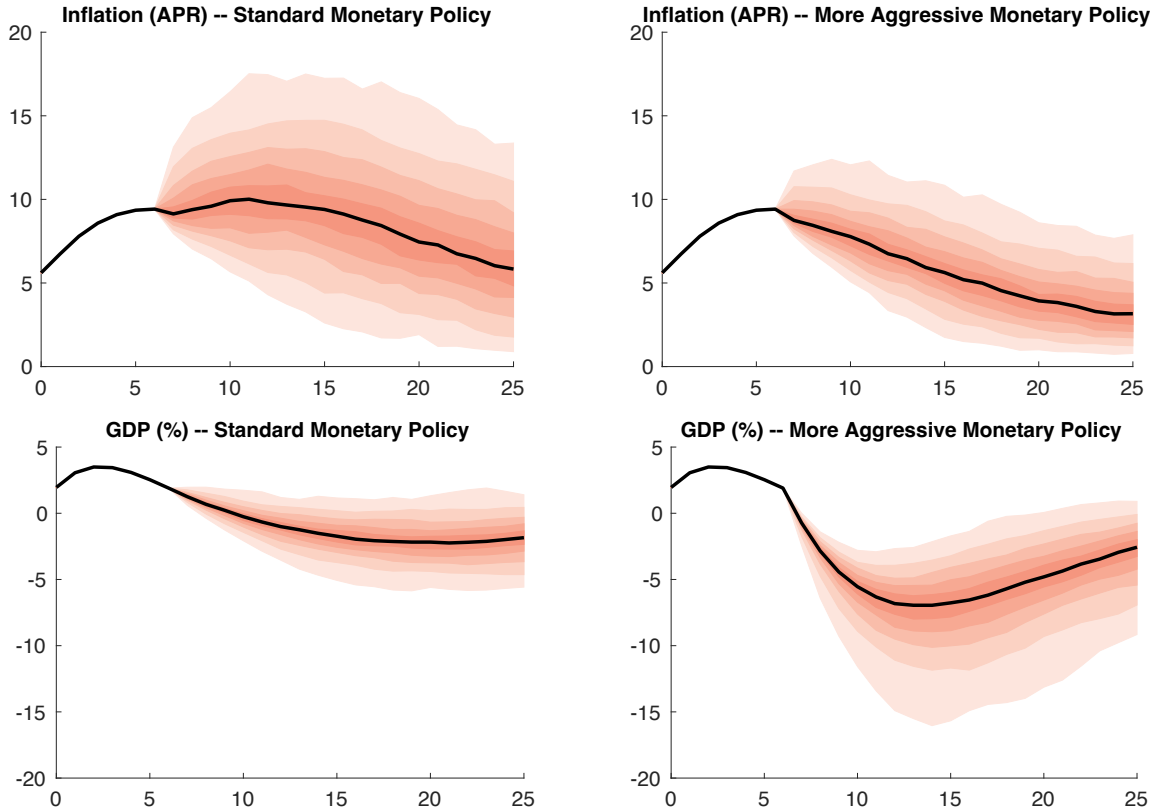 Inflation (APR) -- Standard Monetary Policy
20
15
10
5
0
0 5 10 15 20 25
Inflation (APR) -- More Aggressive Monetary Policy
20
15
10
5
0
0 5 10 15 20 25
GDP (%) -- Standard Monetary Policy
5
0
-5
-10
-15
-20
0 5 10 15 20 25
GDP (%) -- More Aggressive Monetary Policy
5
0
-5
-10
-15
-20
0 5 10 15 20 25